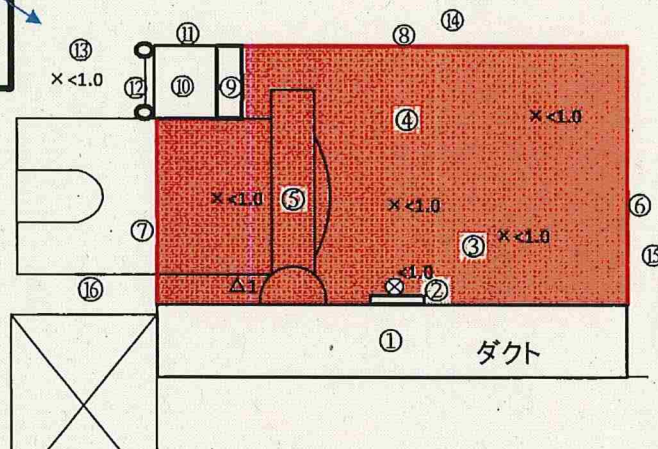 ⑪ ⑧ ⑭
⑬
×<1.0 ⑫ ⑩ ⑨
④ ×<1.0
×<1.0 ⑤ ×<1.0 ⑥
⑦ ③ ×<1.0
⑮
⑯ △1 <1.0
⊗ ②
① ダクト